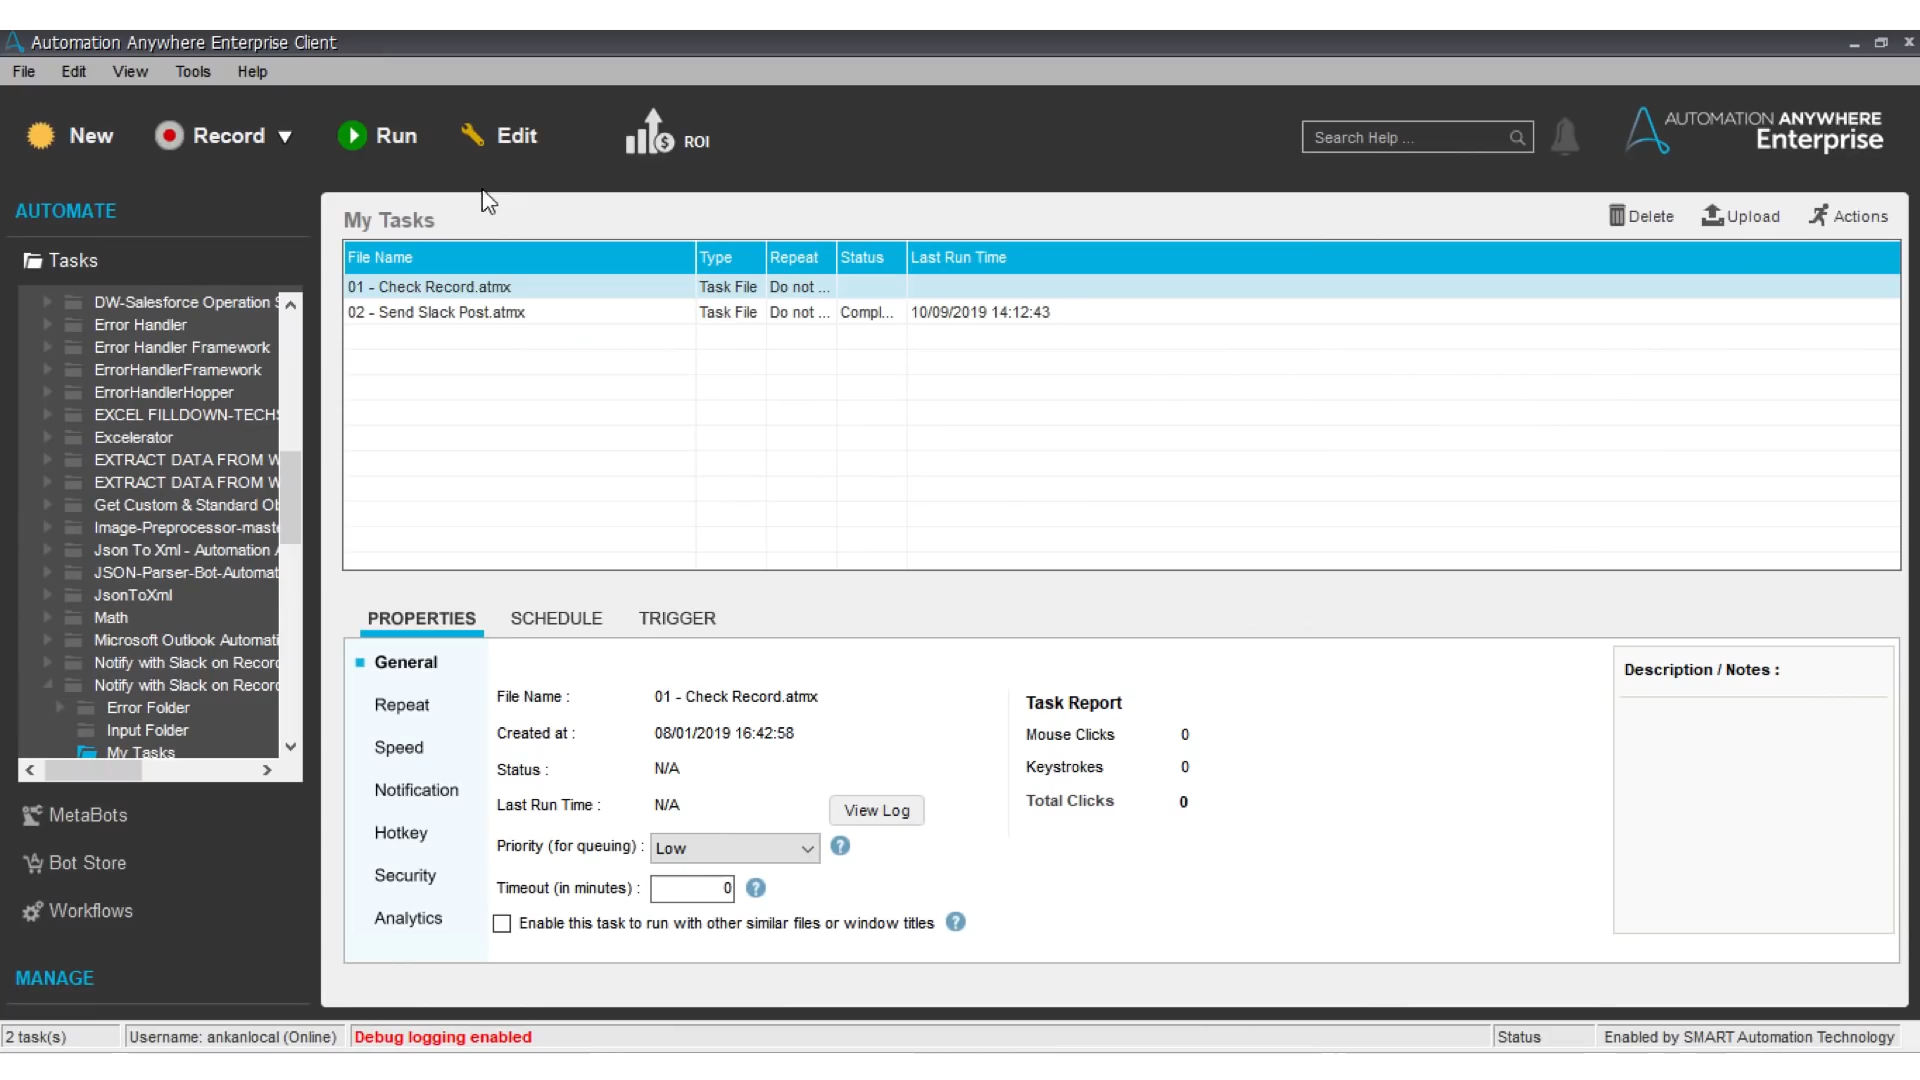 Automation Anywhere Enterprise Client
File Edit View Tools Help
New Record Run Edit ROI
Search Help ...
AUTOMATION ANYWHERE
Enterprise
AUTOMATE
Tasks
DW-Salesforce Operation S
Error Handler
Error Handler Framework
ErrorHandlerFramework
ErrorHandlerHopper
EXCEL FILLDOWN-TECHS
Excelerator
EXTRACT DATA FROM W
EXTRACT DATA FROM W
Get Custom & Standard Ob
Image-Preprocessor-maste
Json To Xml - Automation A
JSON-Parser-Bot-Automat
JsonToXml
Math
Microsoft Outlook Automati
Notify with Slack on Record
Notify with Slack on Record
Error Folder
Input Folder
My Tasks
MetaBots
Bot Store
Workflows
MANAGE
My Tasks
Delete Upload Actions
File Name Type Repeat Status Last Run Time
01 - Check Record.atmx Task File Do not ...
02 - Send Slack Post.atmx Task File Do not ... Compl... 10/09/2019 14:12:43
PROPERTIES SCHEDULE TRIGGER
General
Repeat
Speed
Notification
Hotkey
Security
Analytics
File Name : 01 - Check Record.atmx
Created at : 08/01/2019 16:42:58
Status : N/A
Last Run Time : N/A
View Log
Priority (for queuing) : Low ?
Timeout (in minutes) : 0 ?
Enable this task to run with other similar files or window titles ?
Task Report
Mouse Clicks 0
Keystrokes 0
Total Clicks 0
Description / Notes :
2 task(s) Username: ankanlocal (Online) Debug logging enabled Status Enabled by SMART Automation Technology